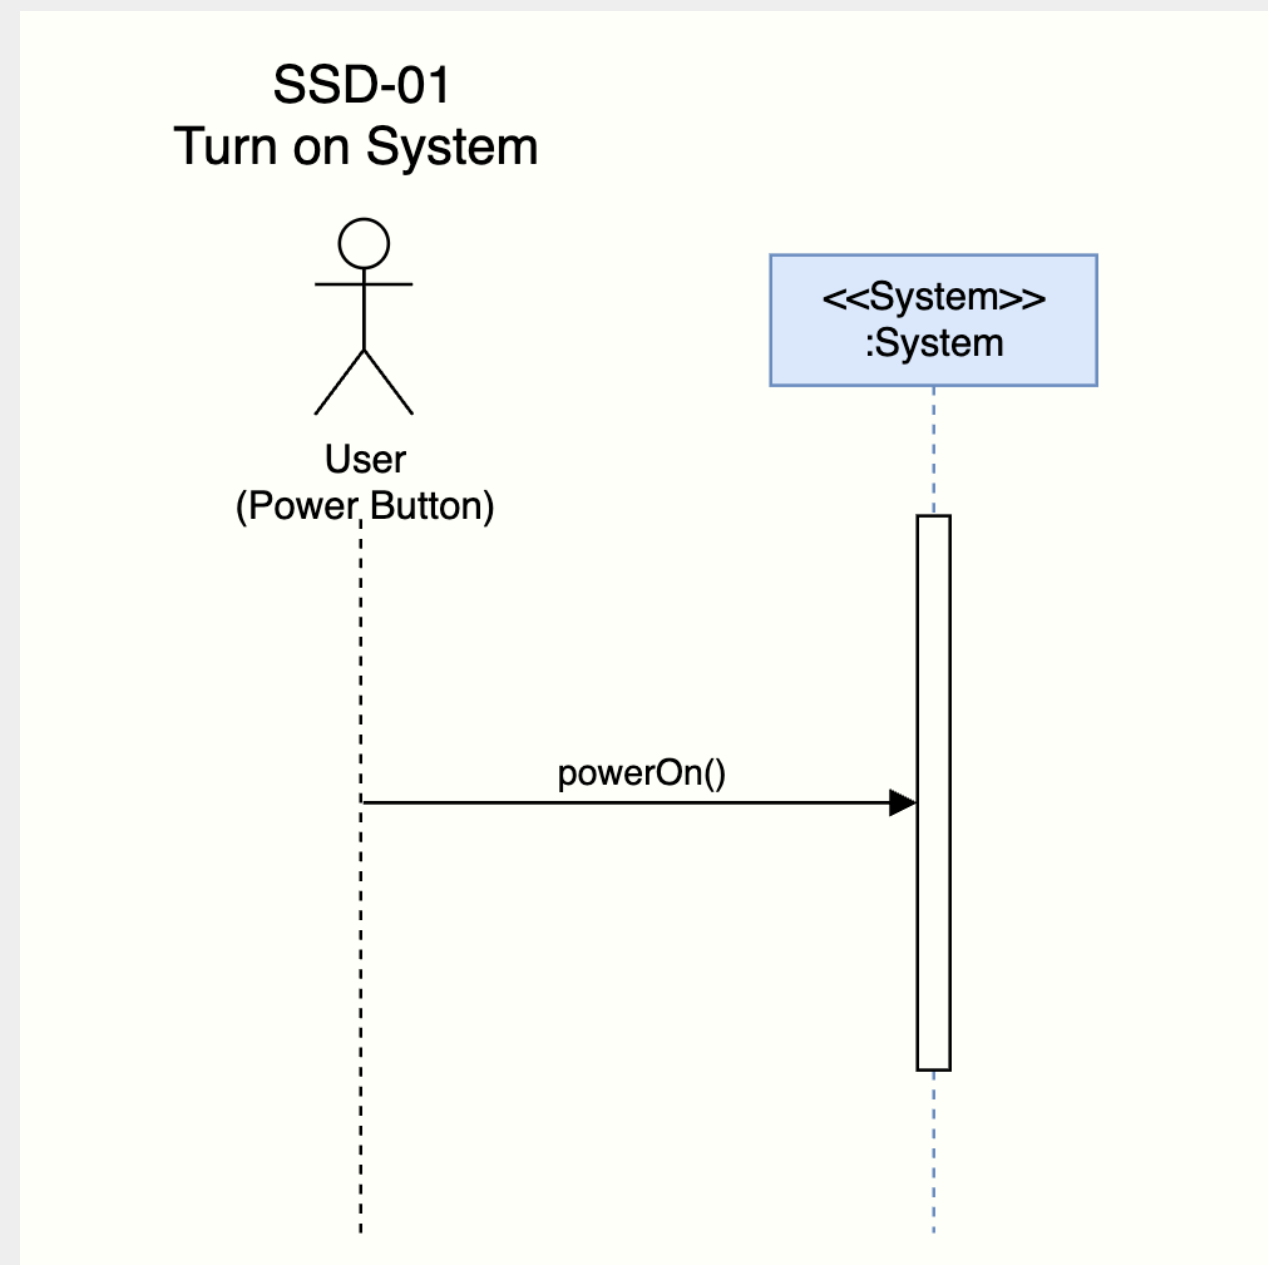 SSD-01
Turn on System
<<System>>
:System
User
(Power Button)
powerOn()